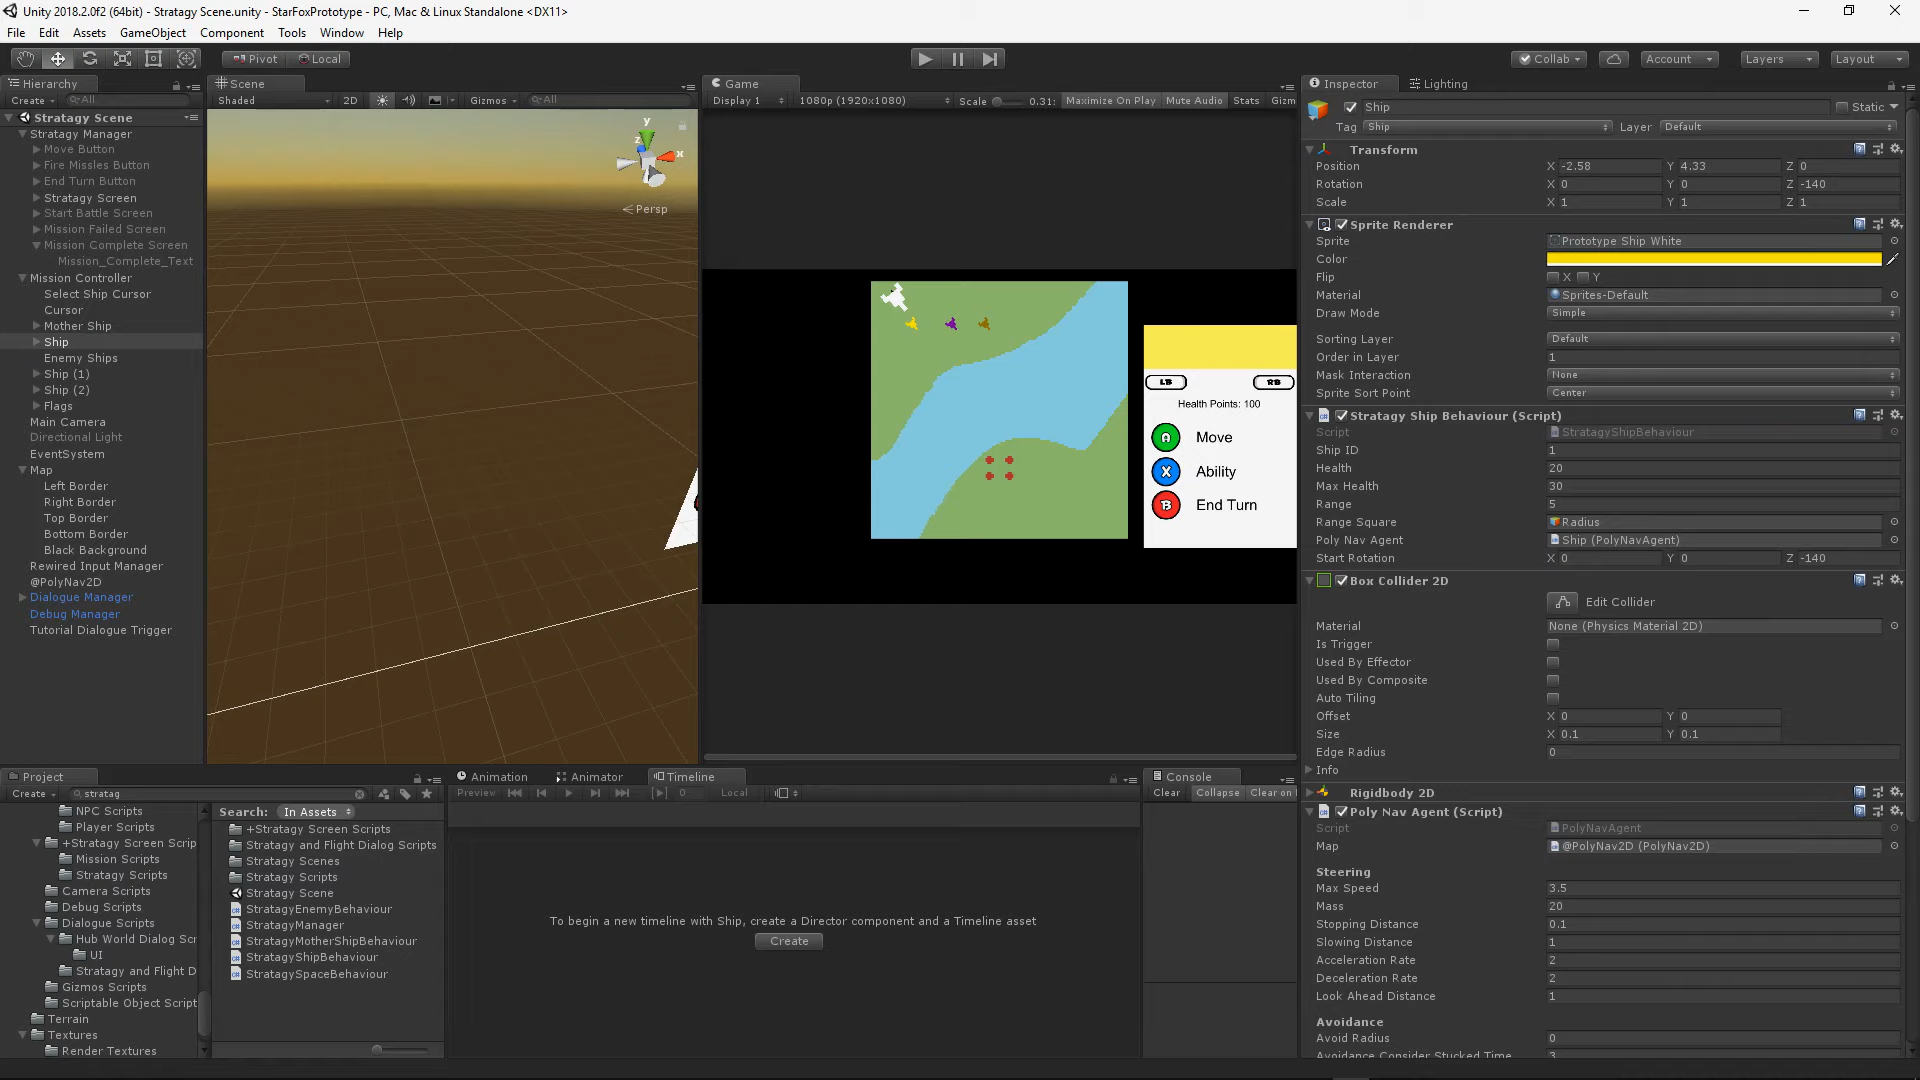 Unity 2018.2.0f2 (64bit) - Stratagy Scene.unity - StarFoxPrototype - PC, Mac & Linux Standalone <DX11>
File Edit Assets GameObject Component Tools Window Help
Pivot Local Collab Account Layers Layout
Hierarchy
Create All
Stratagy Scene
Stratagy Manager
Move Button
Fire Missles Button
End Turn Button
Stratagy Screen
Start Battle Screen
Mission Failed Screen
Mission Complete Screen
Mission_Complete_Text
Mission Controller
Select Ship Cursor
Cursor
Mother Ship
Ship
Enemy Ships
Ship (1)
Ship (2)
Flags
Main Camera
Directional Light
EventSystem
Map
Left Border
Right Border
Top Border
Bottom Border
Black Background
Rewired Input Manager
@PolyNav2D
Dialogue Manager
Debug Manager
Tutorial Dialogue Trigger
Scene
Shaded 2D Gizmos All
y
z
x
Persp
Game
Display 1 1080p (1920x1080) Scale 0.31: Maximize On Play Mute Audio Stats Gizm
LB RB
Health Points: 100
A Move
X Ability
B End Turn
Inspector Lighting
Ship Static
Tag Ship Layer Default
Transform
Position X -2.58 Y 4.33 Z 0
Rotation X 0 Y 0 Z -140
Scale X 1 Y 1 Z 1
Sprite Renderer
Sprite Prototype Ship White
Color
Flip X Y
Material Sprites-Default
Draw Mode Simple
Sorting Layer Default
Order in Layer 1
Mask Interaction None
Sprite Sort Point Center
Stratagy Ship Behaviour (Script)
Script StratagyShipBehaviour
Ship ID 1
Health 20
Max Health 30
Range 5
Range Square Radius
Poly Nav Agent Ship (PolyNavAgent)
Start Rotation X 0 Y 0 Z -140
Box Collider 2D
Edit Collider
Material None (Physics Material 2D)
Is Trigger
Used By Effector
Used By Composite
Auto Tiling
Offset X 0 Y 0
Size X 0.1 Y 0.1
Edge Radius 0
Info
Rigidbody 2D
Poly Nav Agent (Script)
Script PolyNavAgent
Map @PolyNav2D (PolyNav2D)
Steering
Max Speed 3.5
Mass 20
Stopping Distance 0.1
Slowing Distance 1
Acceleration Rate 2
Deceleration Rate 2
Look Ahead Distance 1
Avoidance
Avoid Radius 0
Avoidance Consider Stucked Time 3
Project
Create stratag
NPC Scripts
Player Scripts
+Stratagy Screen Scrip
Mission Scripts
Stratagy Scripts
Camera Scripts
Debug Scripts
Dialogue Scripts
Hub World Dialog Scr
UI
Stratagy and Flight D
Gizmos Scripts
Scriptable Object Script
Terrain
Textures
Render Textures
Search: In Assets
+Stratagy Screen Scripts
Stratagy and Flight Dialog Scripts
Stratagy Scenes
Stratagy Scripts
Stratagy Scene
StratagyEnemyBehaviour
StratagyManager
StratagyMotherShipBehaviour
StratagyShipBehaviour
StratagySpaceBehaviour
Animation Animator Timeline
Preview 0 Local
To begin a new timeline with Ship, create a Director component and a Timeline asset
Create
Console
Clear Collapse Clear on